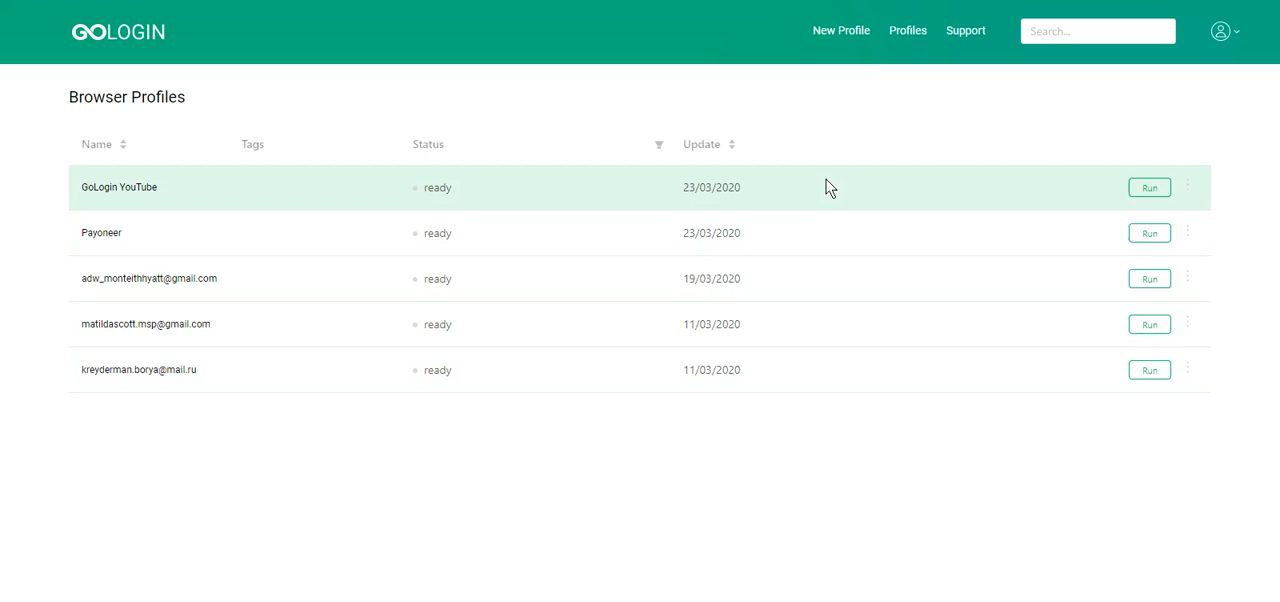 GOLOGIN New Profile Profiles Support Search...
Browser Profiles
Name Tags Status Update
GoLogin YouTube ready 23/03/2020 Run
Payoneer ready 23/03/2020 Run
adw_monteithhyatt@gmail.com ready 19/03/2020 Run
matildascott.msp@gmail.com ready 11/03/2020 Run
kreyderman.borya@mail.ru ready 11/03/2020 Run